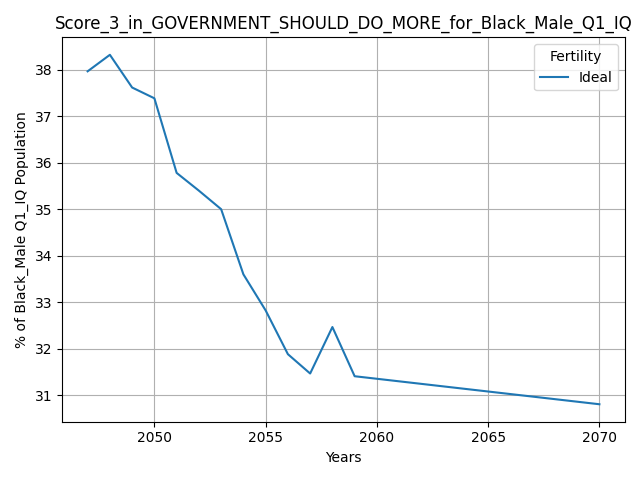 Score_3_in_GOVERNMENT_SHOULD_DO_MORE_for_Black_Male_Q1_IQ
Fertility
Ideal
% of Black_Male Q1_IQ Population
38
37
36
35
34
33
32
31
2050
2055
2060
2065
2070
Years